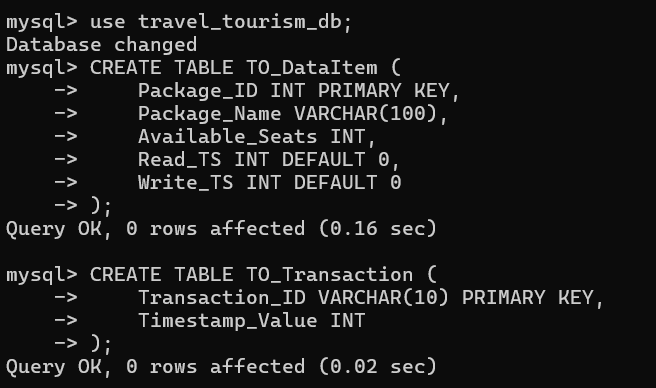 mysql> use travel_tourism_db;
Database changed
mysql> CREATE TABLE TO_DataItem (
    ->     Package_ID INT PRIMARY KEY,
    ->     Package_Name VARCHAR(100),
    ->     Available_Seats INT,
    ->     Read_TS INT DEFAULT 0,
    ->     Write_TS INT DEFAULT 0
    -> );
Query OK, 0 rows affected (0.16 sec)

mysql> CREATE TABLE TO_Transaction (
    ->     Transaction_ID VARCHAR(10) PRIMARY KEY,
    ->     Timestamp_Value INT
    -> );
Query OK, 0 rows affected (0.02 sec)